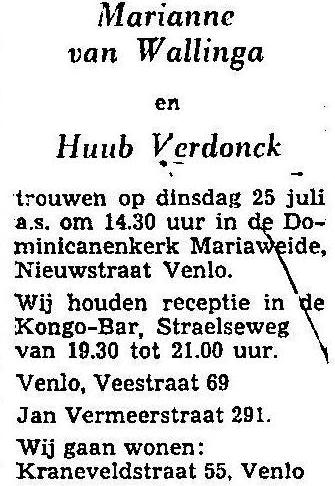 Marianne
van Wallinga
en
Huub Verdonck
trouwen op dinsdag 25 juli
a.s. om 14.30 uur in de Do-
minicanenkerk Mariaweide,
Nieuwstraat Venlo.
Wij houden receptie in de
Kongo-Bar, Straelseweg
van 19.30 tot 21.00 uur.
Venlo, Veestraat 69
Jan Vermeerstraat 291.
Wij gaan wonen:
Kraneveldstraat 55, Venlo